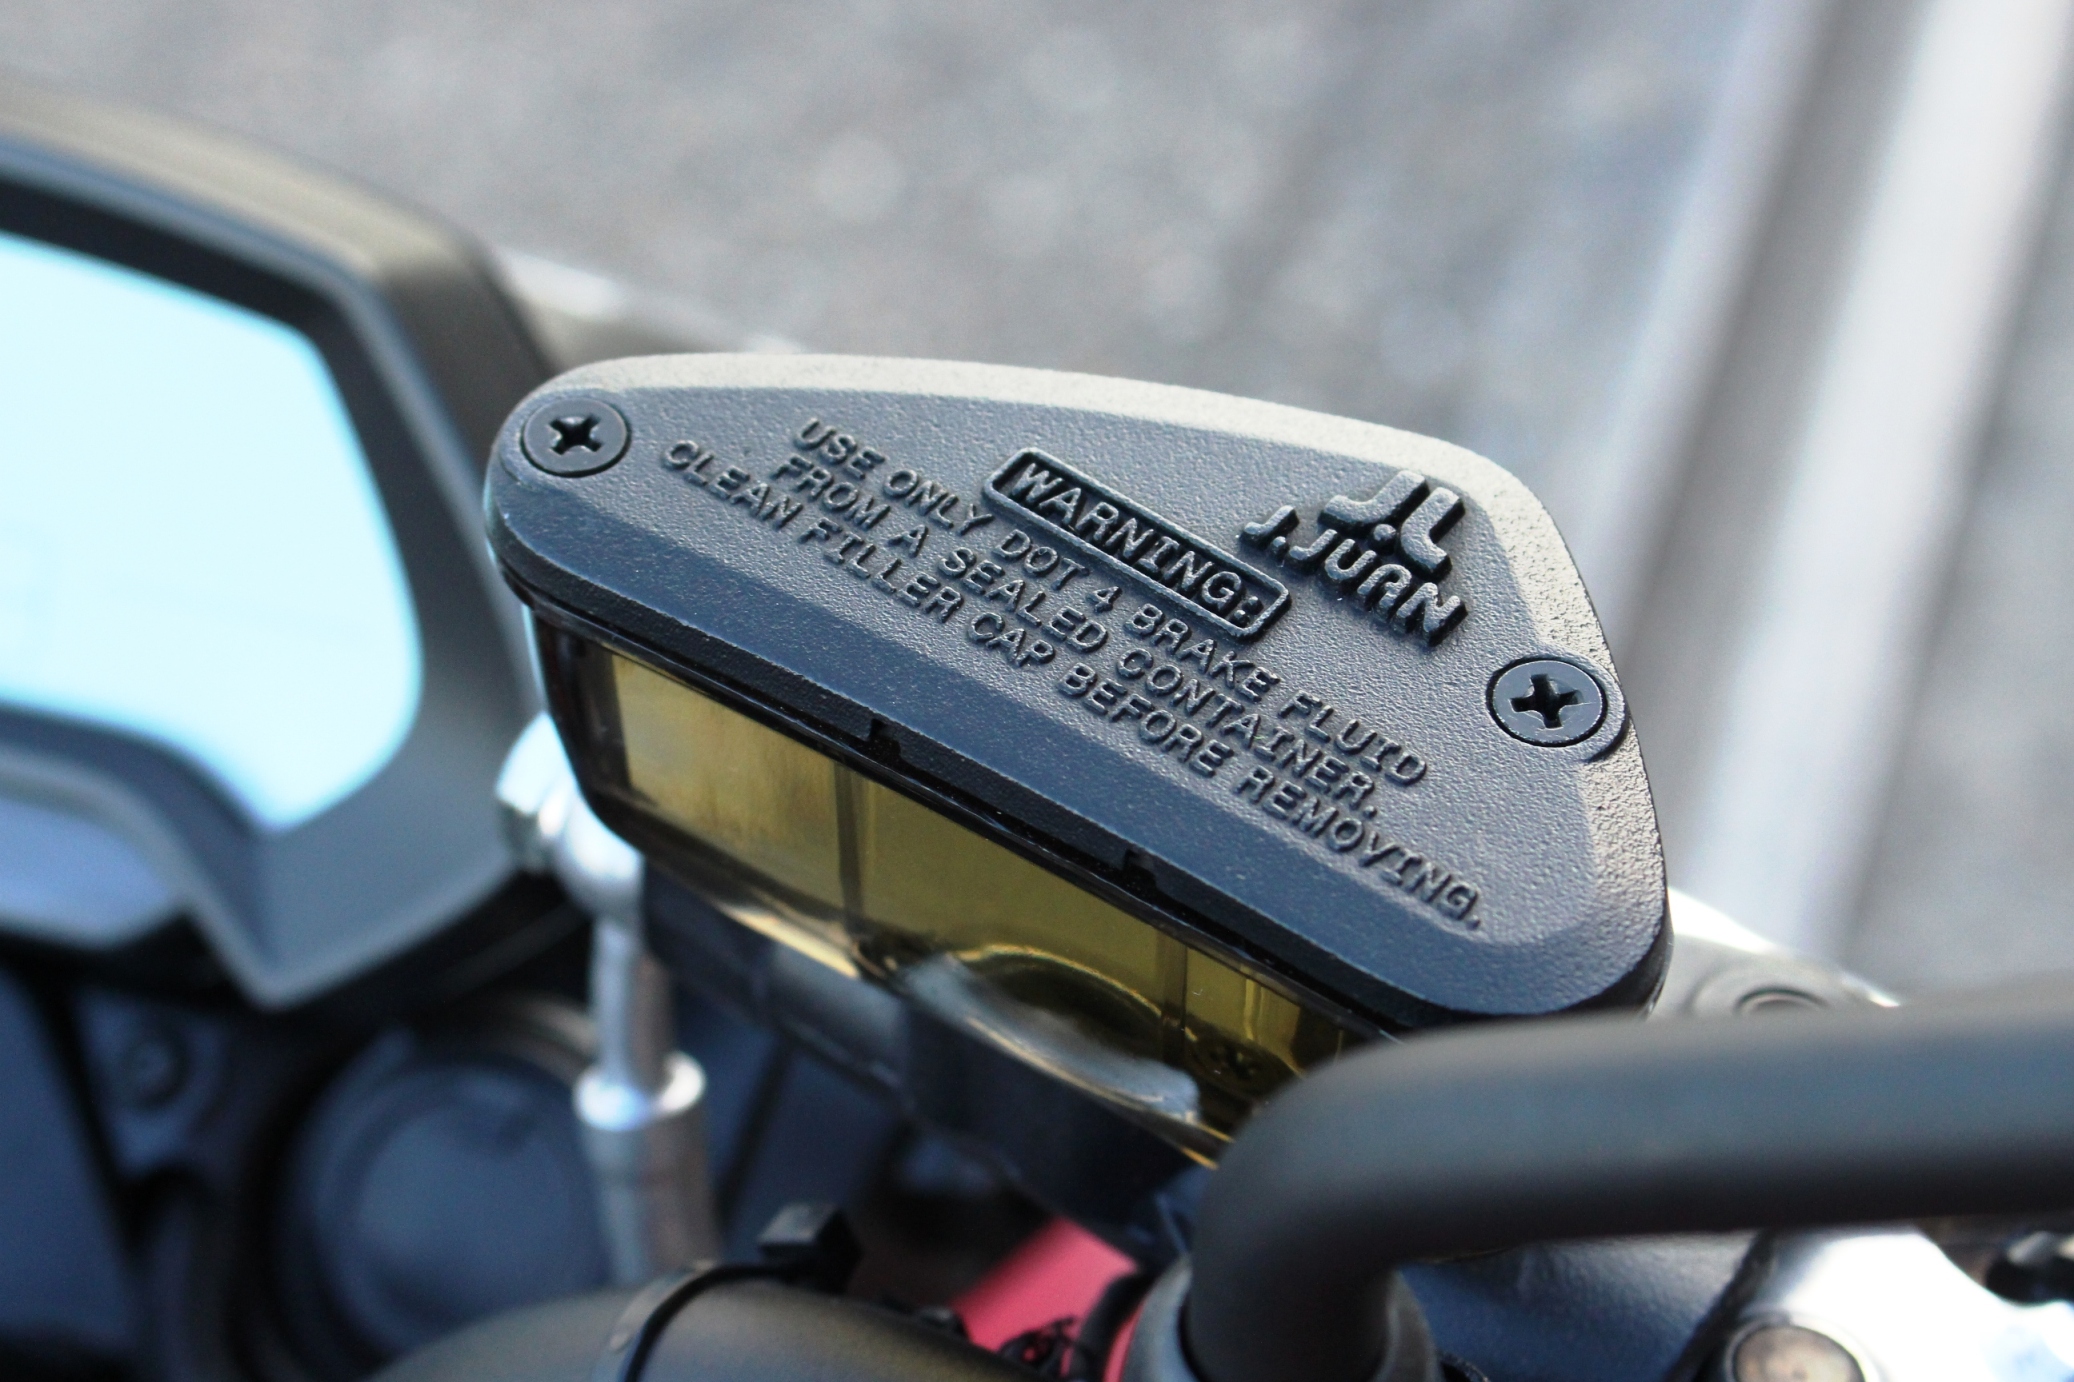 J.J.
J.JUAN
WARNING:
USE ONLY DOT 4 BRAKE FLUID
FROM A SEALED CONTAINER.
CLEAN FILLER CAP BEFORE REMOVING.